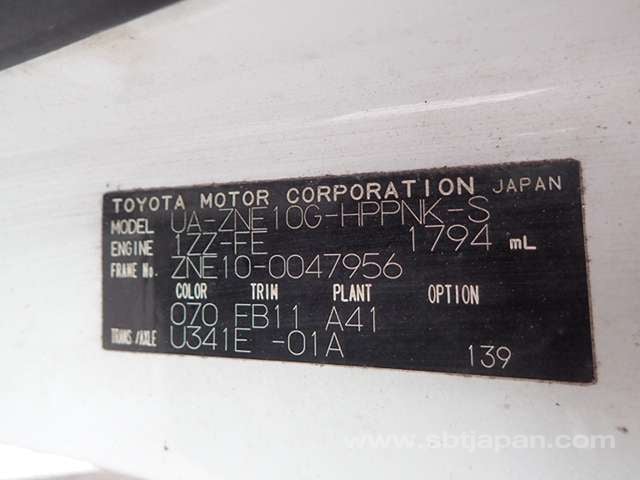 TOYOTA MOTOR CORPORATION JAPAN
MODEL UA-ZNE10G-HPPNK-S
ENGINE 1ZZ-FE 1794 mL
FRAME No. ZNE10-0047956
COLOR TRIM PLANT OPTION
070 FB11 A41
TRANS/AXLE U341E -01A
139
www.sbtjapan.com